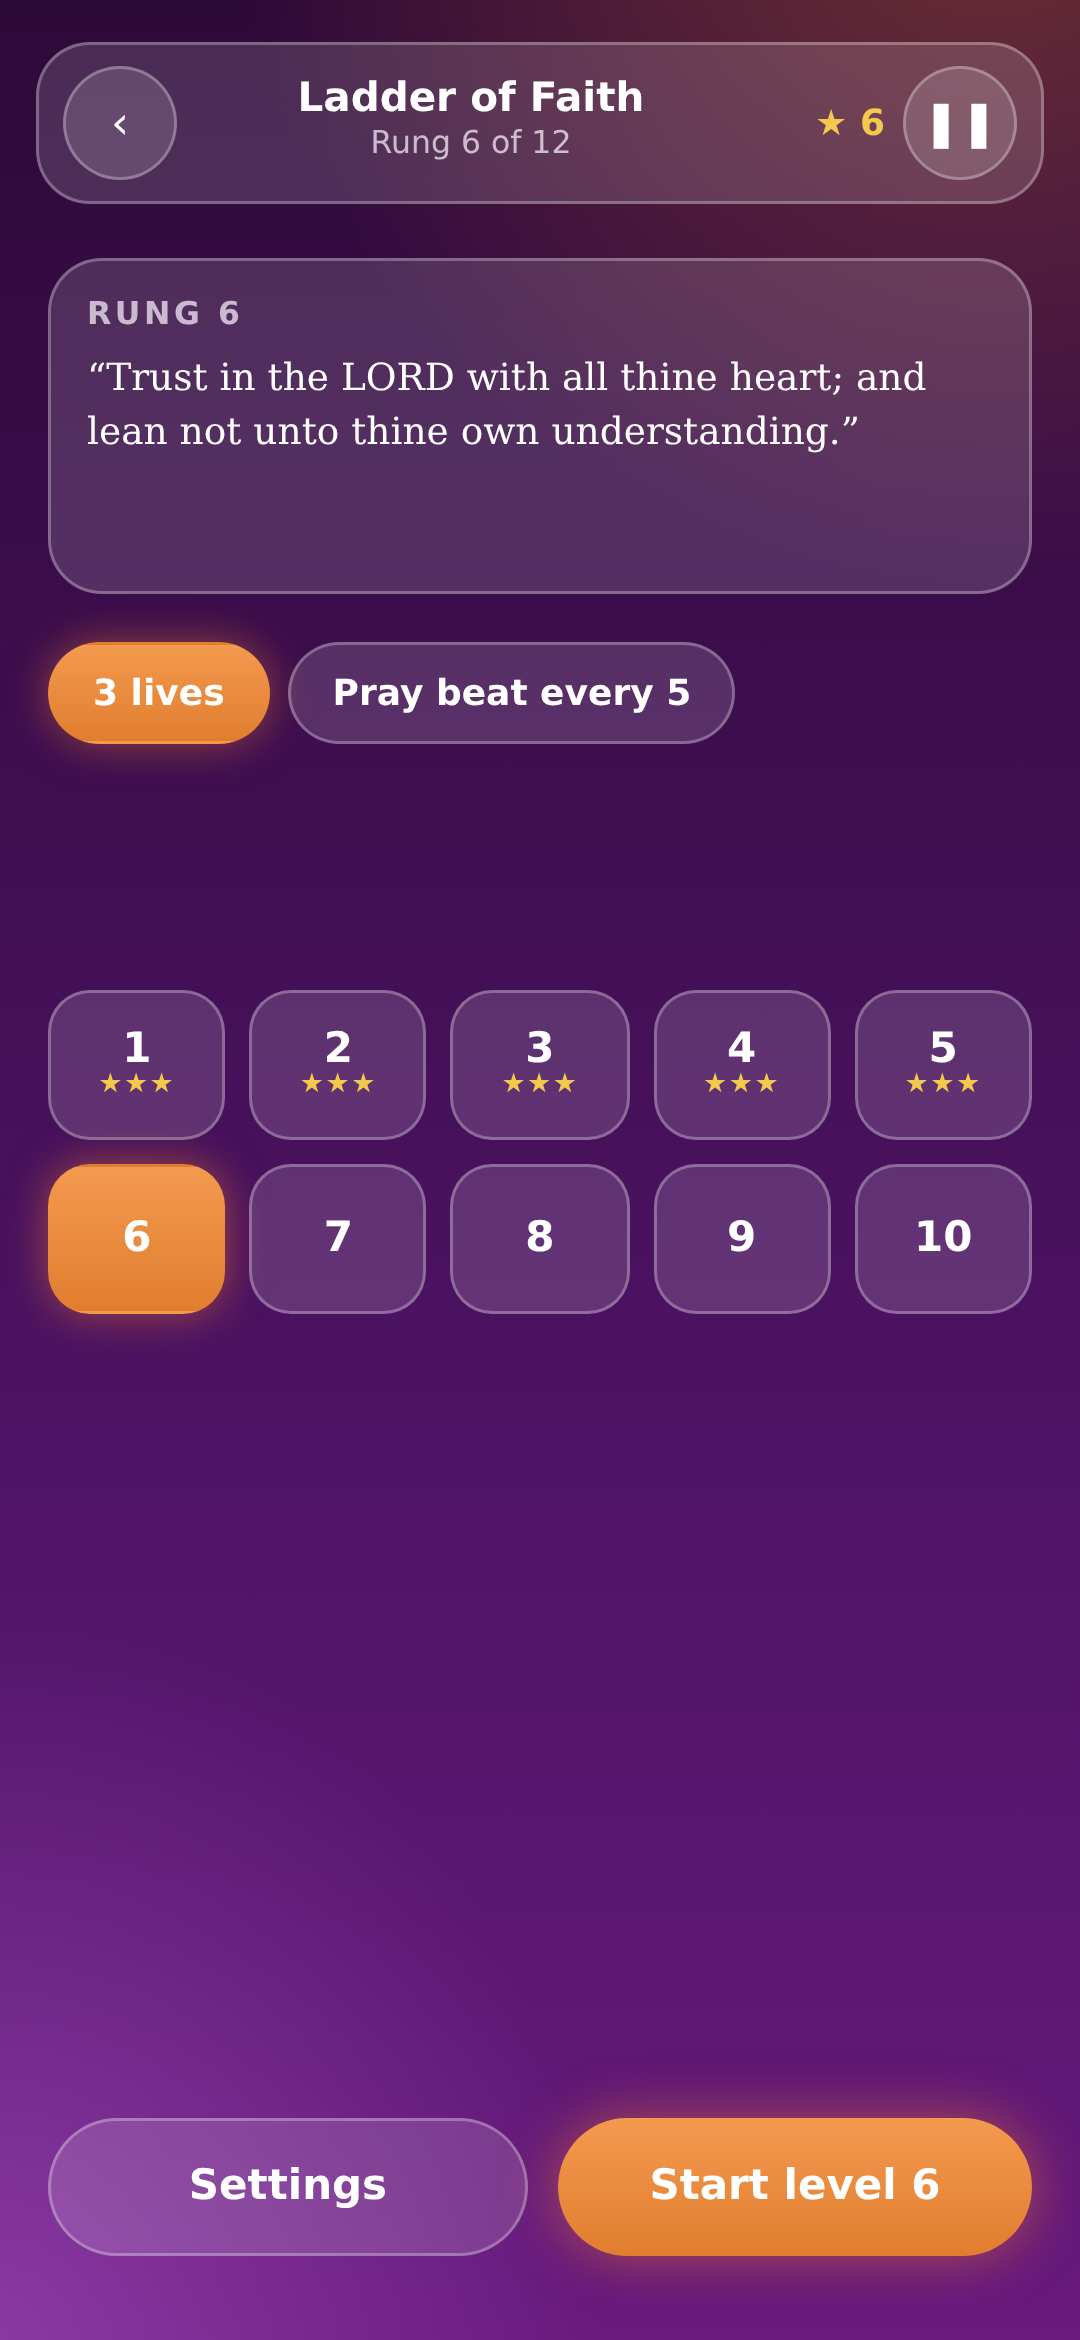 ‹
Ladder of Faith
Rung 6 of 12
★ 6
RUNG 6
“Trust in the LORD with all thine heart; and
lean not unto thine own understanding.”
3 lives
Pray beat every 5
1
★★★
2
★★★
3
★★★
4
★★★
5
★★★
6
7
8
9
10
Settings
Start level 6